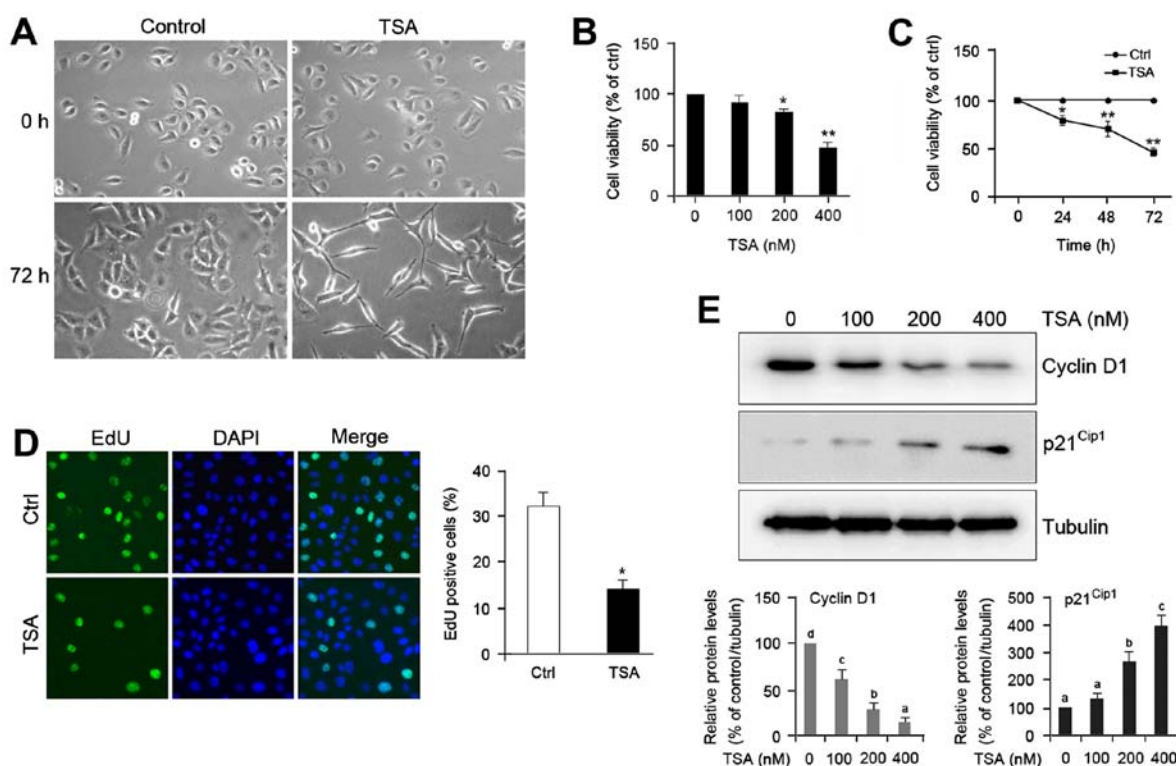 A
Control TSA
0 h
72 h
B
Cell viability (% of ctrl)
150
100
50
0
*
**
0 100 200 400
TSA (nM)
C
Cell viability (% of ctrl)
150
100
50
0
Ctrl
TSA
*
**
**
0 24 48 72
Time (h)
D
EdU DAPI Merge
Ctrl
TSA
EdU positive cells (%)
40
30
20
10
0
*
Ctrl TSA
E
0 100 200 400 TSA (nM)
Cyclin D1
p21Cip1
Tubulin
Relative protein levels
(% of control/tubulin)
Cyclin D1
150
100
50
0
d c b a
0 100 200 400
TSA (nM)
Relative protein levels
(% of control/tubulin)
p21Cip1
500
400
300
200
100
0
a a b c
0 100 200 400
TSA (nM)